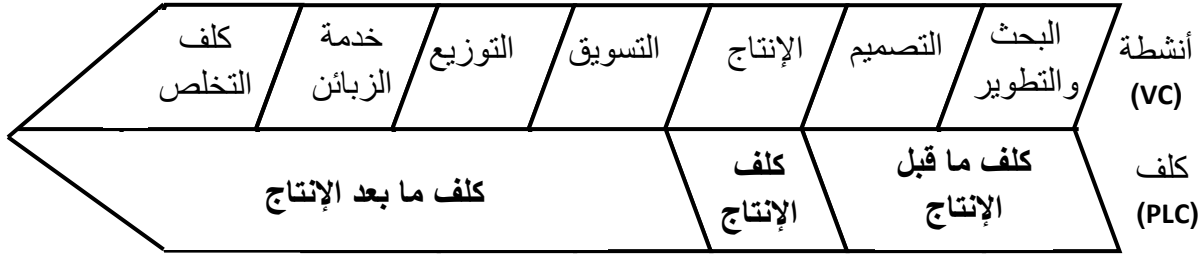 أنشطة
(VC)
البحث
والتطوير
التصميم
الإنتاج
التسويق
التوزيع
خدمة
الزبائن
كلف
التخلص
كلف
(PLC)
كلف ما قبل
الإنتاج
كلف
الإنتاج
كلف ما بعد الإنتاج